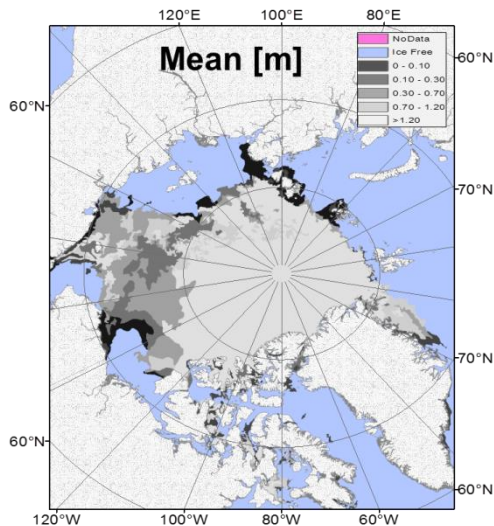 120°E 100°E 80°E
Mean [m]
NoData
Ice Free
0 - 0.10
0.10 - 0.30
0.30 - 0.70
0.70 - 1.20
>1.20
60°N
60°N
70°N
70°N
60°N
60°N
120°W 100°W 80°W 60°W